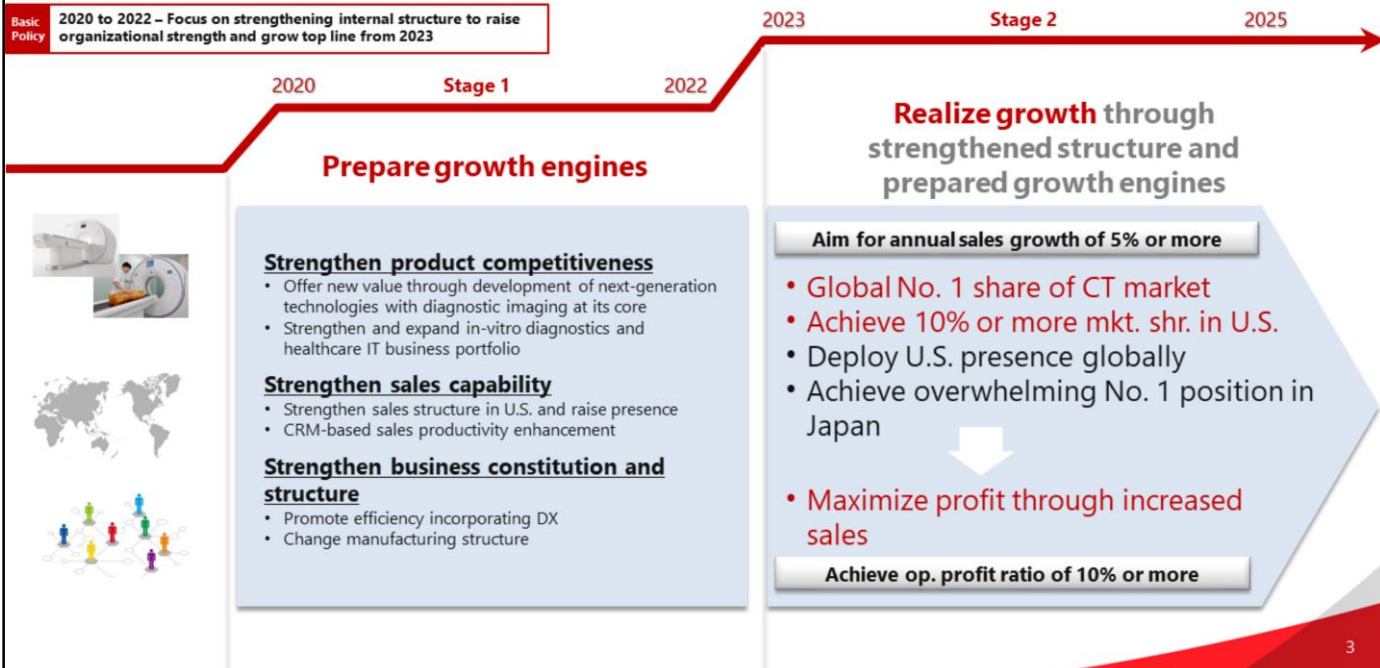 Basic
Policy
2020 to 2022 – Focus on strengthening internal structure to raise
organizational strength and grow top line from 2023
2023
Stage 2
2025
2020
Stage 1
2022
Prepare growth engines
Realize growth through
strengthened structure and
prepared growth engines
Strengthen product competitiveness
• Offer new value through development of next-generation
technologies with diagnostic imaging at its core
• Strengthen and expand in-vitro diagnostics and
healthcare IT business portfolio
Strengthen sales capability
• Strengthen sales structure in U.S. and raise presence
• CRM-based sales productivity enhancement
Strengthen business constitution and
structure
• Promote efficiency incorporating DX
• Change manufacturing structure
Aim for annual sales growth of 5% or more
• Global No. 1 share of CT market
• Achieve 10% or more mkt. shr. in U.S.
• Deploy U.S. presence globally
• Achieve overwhelming No. 1 position in
Japan
• Maximize profit through increased
sales
Achieve op. profit ratio of 10% or more
3